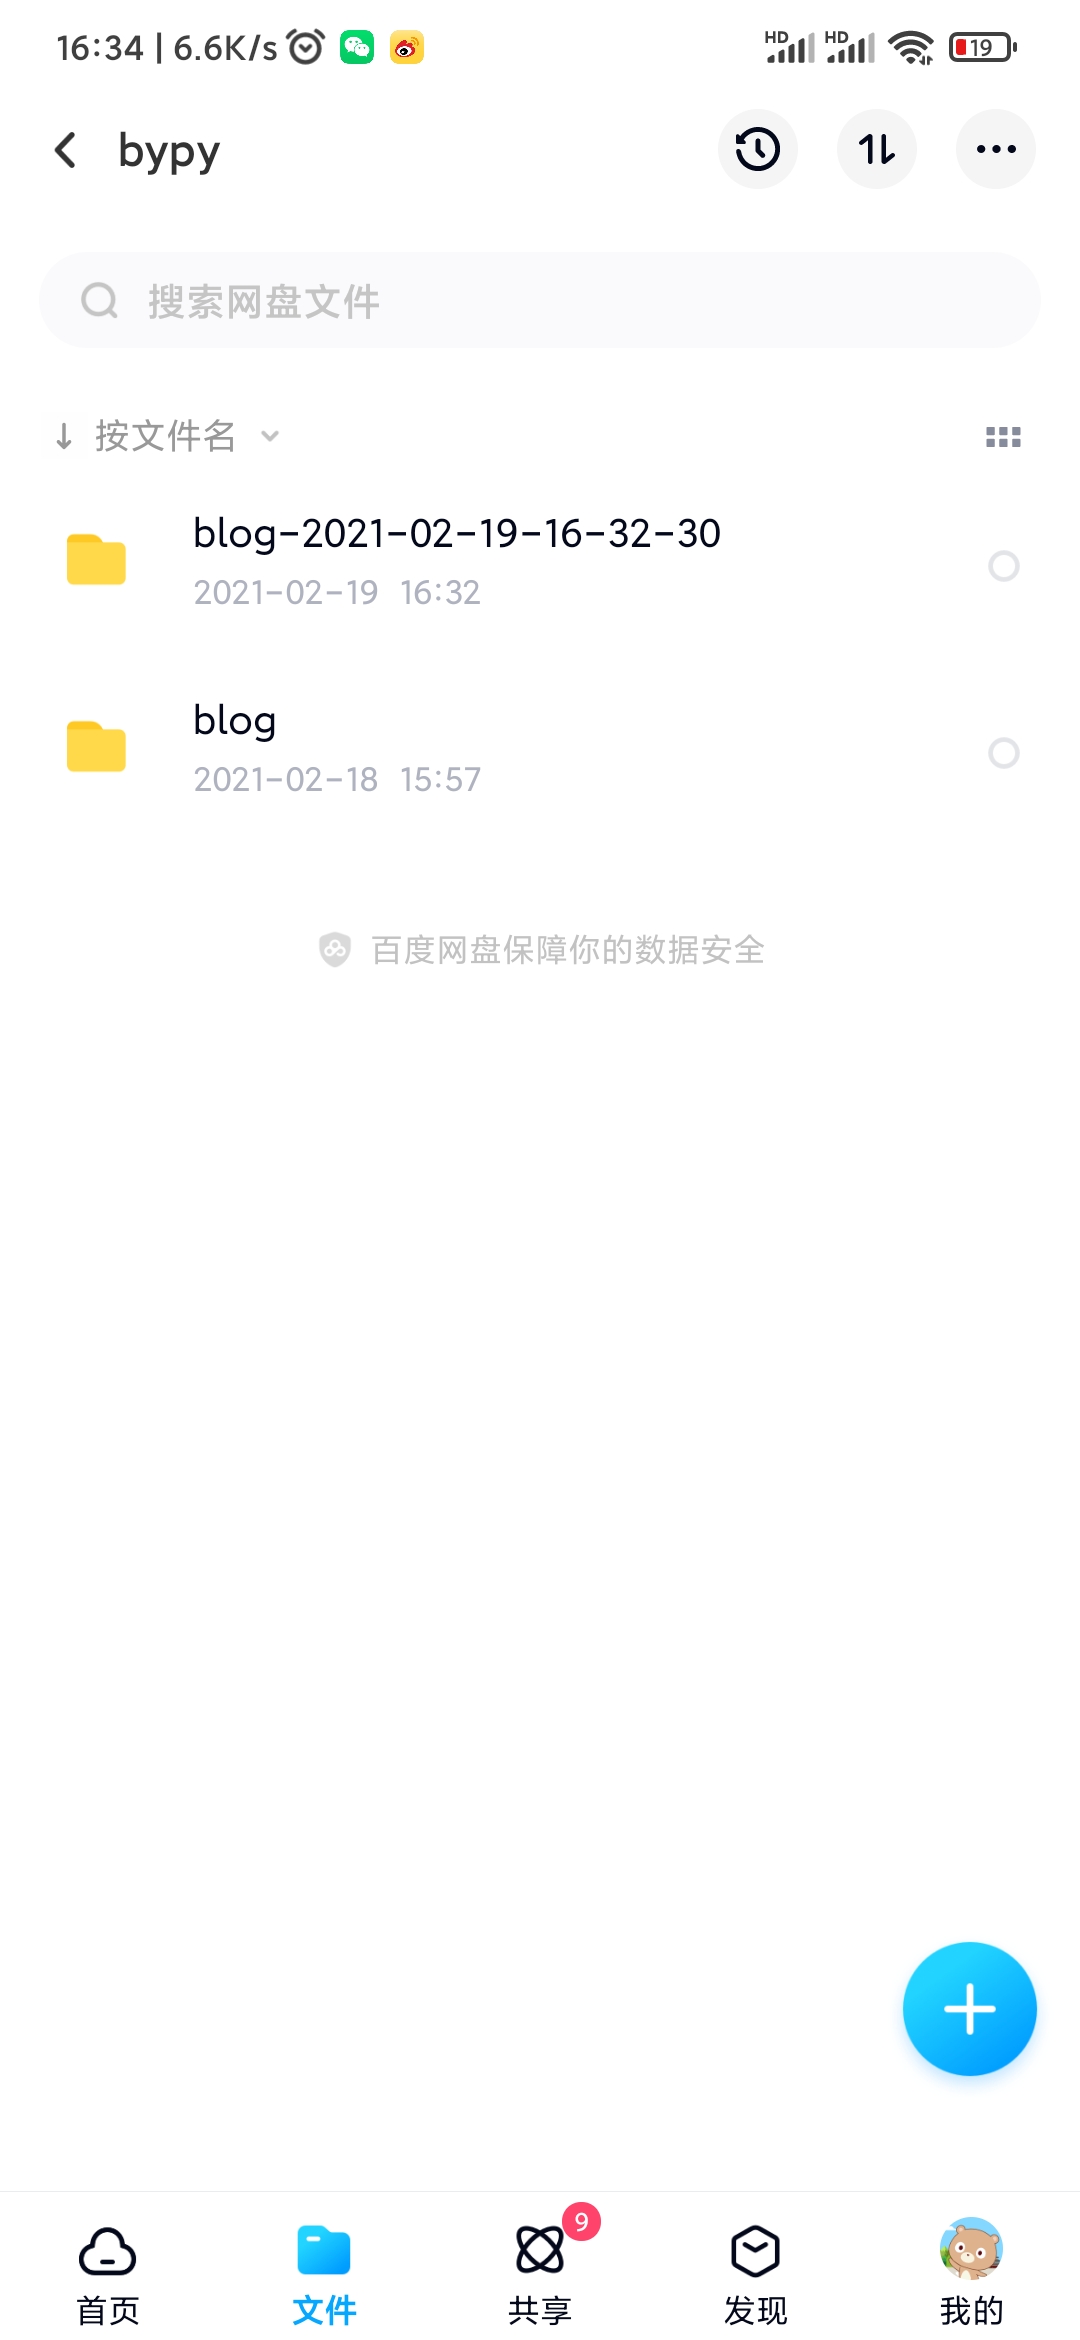 16:34 | 6.6K/s HD HD 19
bypy
搜索网盘文件
按文件名
blog-2021-02-19-16-32-30
2021-02-19 16:32
blog
2021-02-18 15:57
百度网盘保障你的数据安全
9
首页 文件 共享 发现 我的